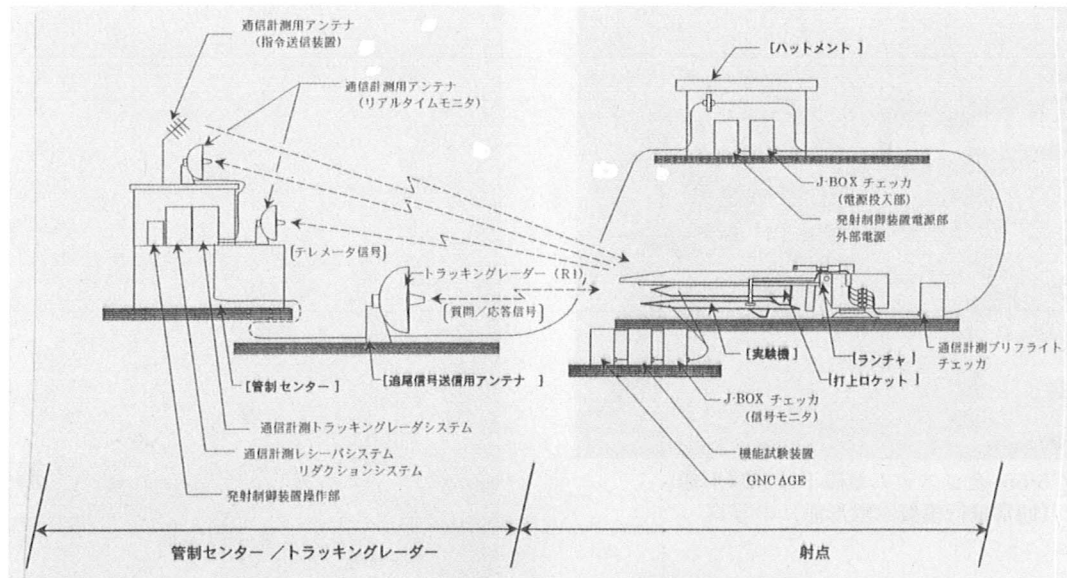 通信計測用アンテナ
(指令送信装置)
通信計測用アンテナ
(リアルタイムモニタ)
[ハットメント ]
J-BOX チェッカ
(電源投入部)
発射制御装置電源部
外部電源
[テレメータ信号]
トラッキングレーダー (R1)
[質問/応答信号]
[管制センター ]
[追尾信号送信用アンテナ ]
[実験機 ]
[ランチャ ]
[打上ロケット ]
通信計測プリフライト
チェッカ
J-BOX チェッカ
(信号モニタ)
通信計測トラッキングレーダシステム
通信計測レシーバシステム
リダクションシステム
発射制御装置操作部
機能試験装置
GNCAGE
管制センター /トラッキングレーダー
射点